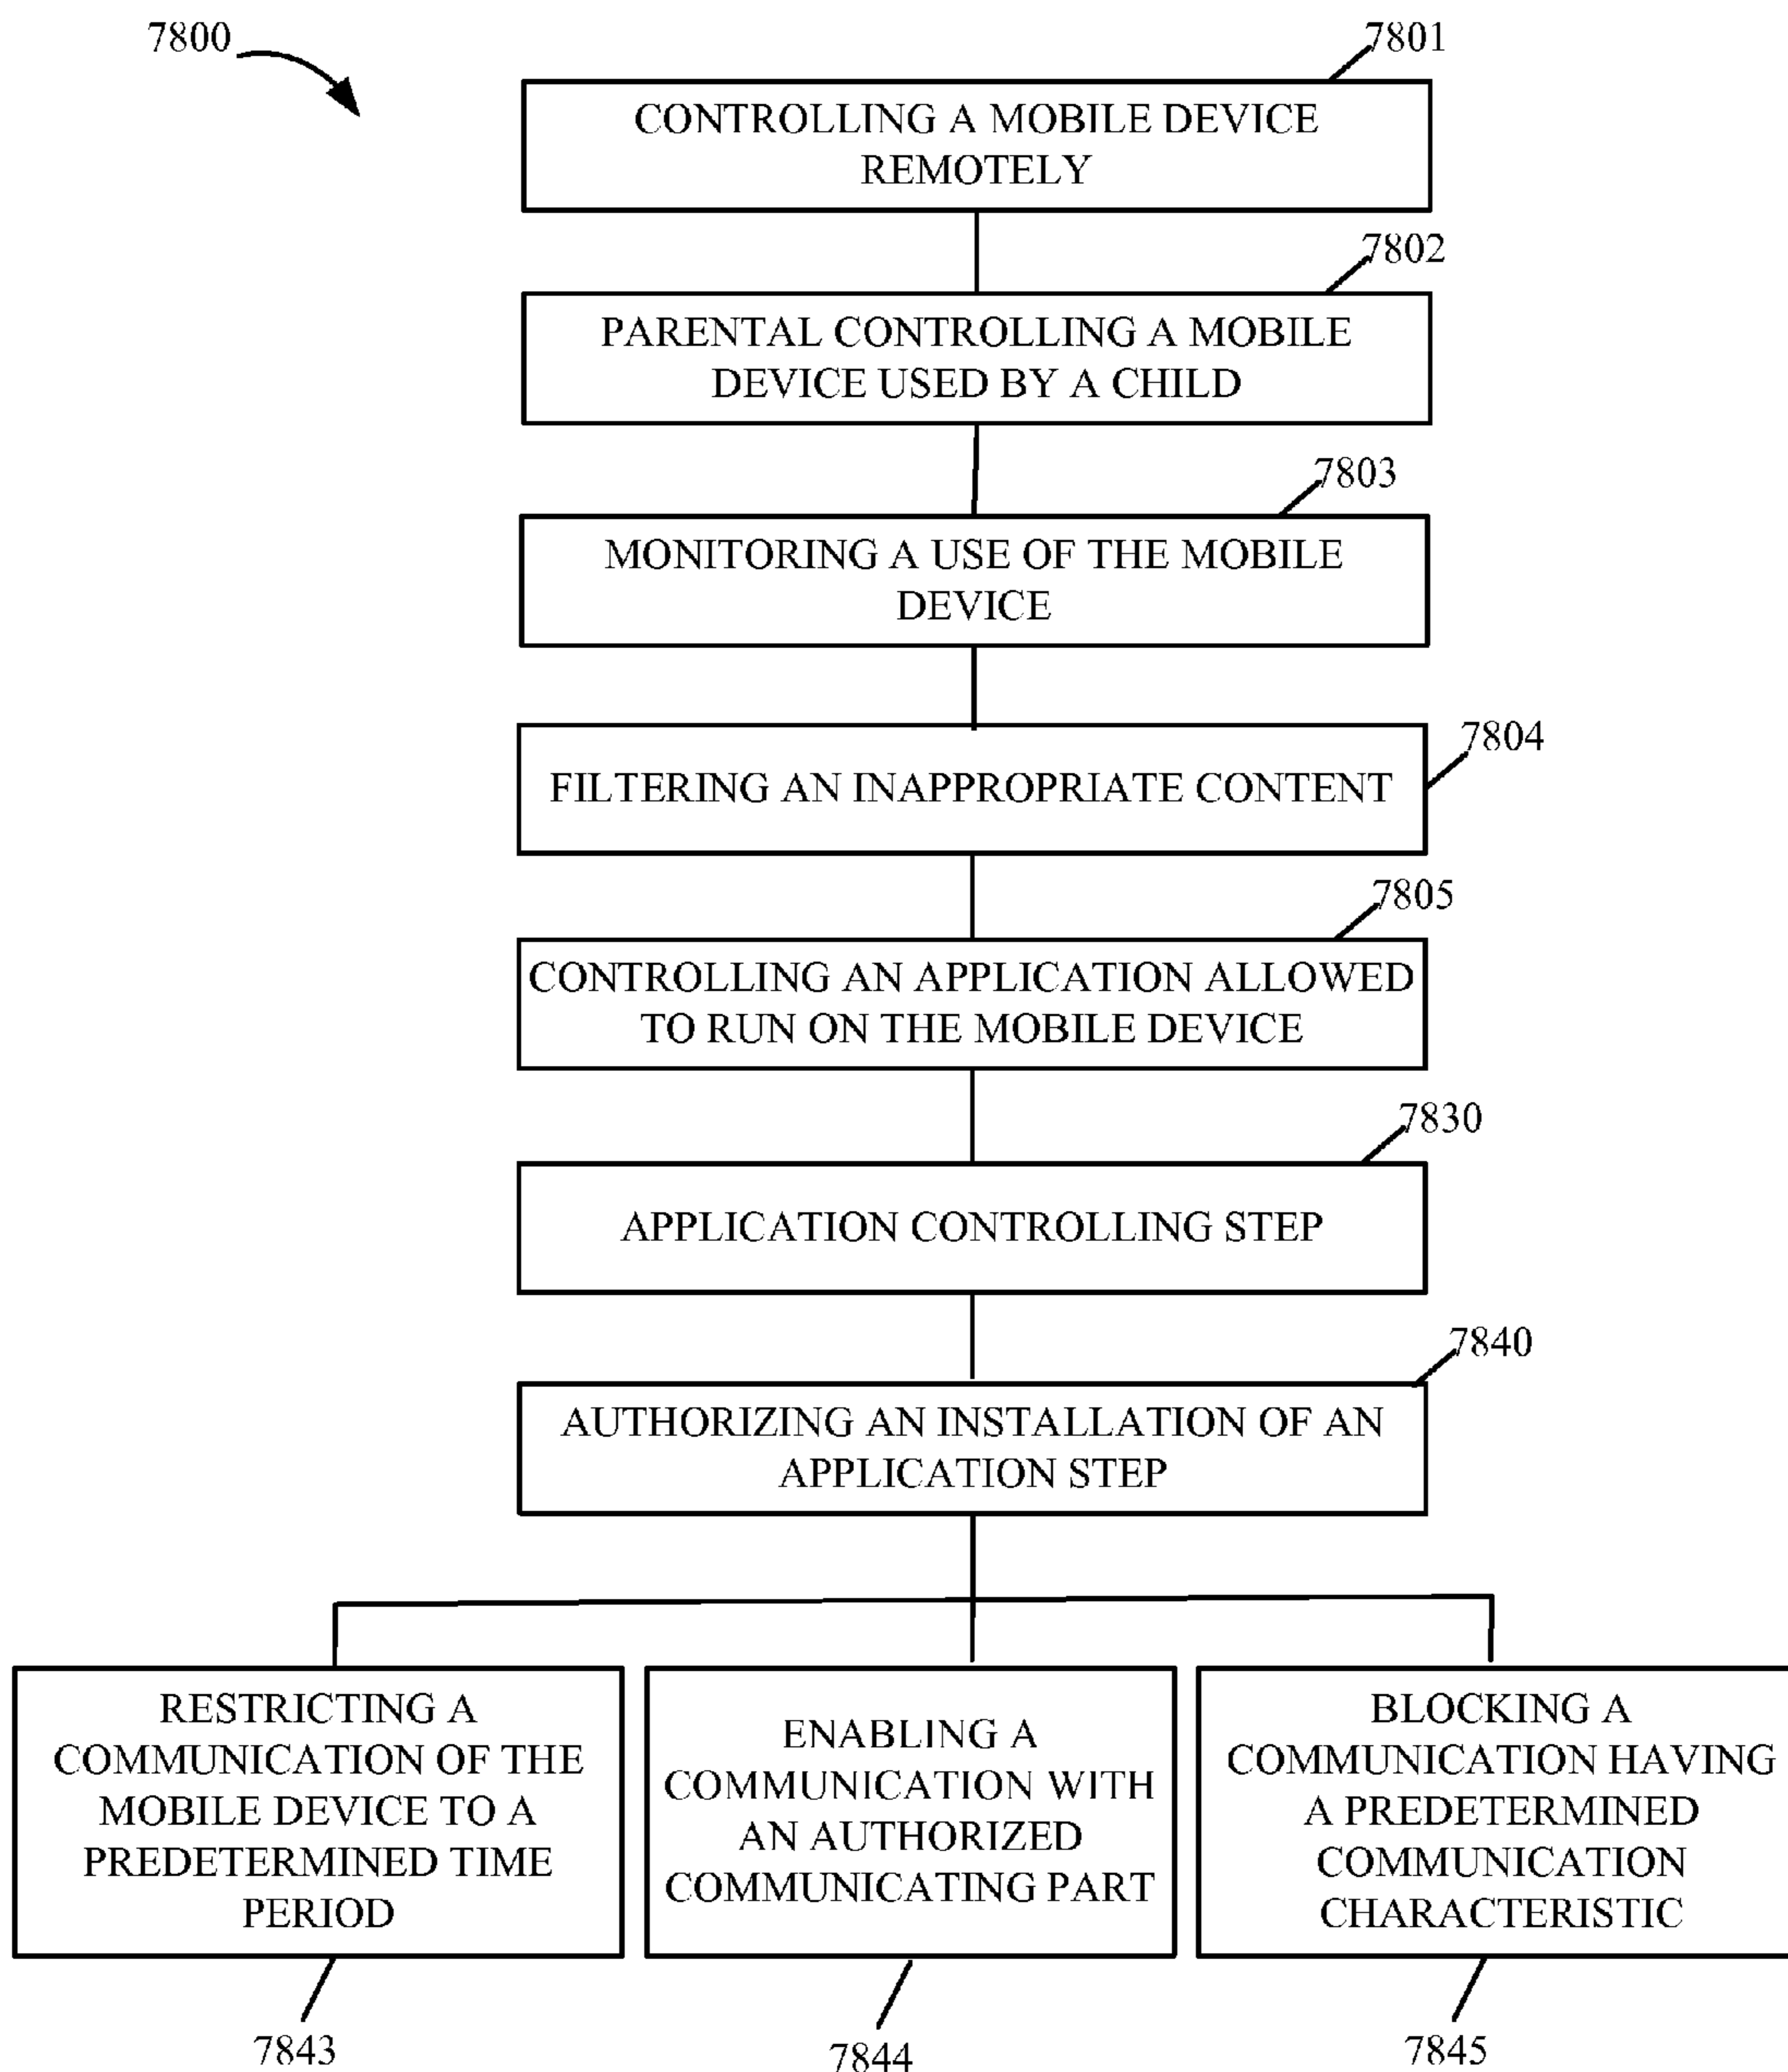 7800
7801
CONTROLLING A MOBILE DEVICE
REMOTELY
7802
PARENTAL CONTROLLING A MOBILE
DEVICE USED BY A CHILD
7803
MONITORING A USE OF THE MOBILE
DEVICE
7804
FILTERING AN INAPPROPRIATE CONTENT
7805
CONTROLLING AN APPLICATION ALLOWED
TO RUN ON THE MOBILE DEVICE
7830
APPLICATION CONTROLLING STEP
7840
AUTHORIZING AN INSTALLATION OF AN
APPLICATION STEP
RESTRICTING A
COMMUNICATION OF THE
MOBILE DEVICE TO A
PREDETERMINED TIME
PERIOD
7843
ENABLING A
COMMUNICATION WITH
AN AUTHORIZED
COMMUNICATING PART
7844
BLOCKING A
COMMUNICATION HAVING
A PREDETERMINED
COMMUNICATION
CHARACTERISTIC
7845